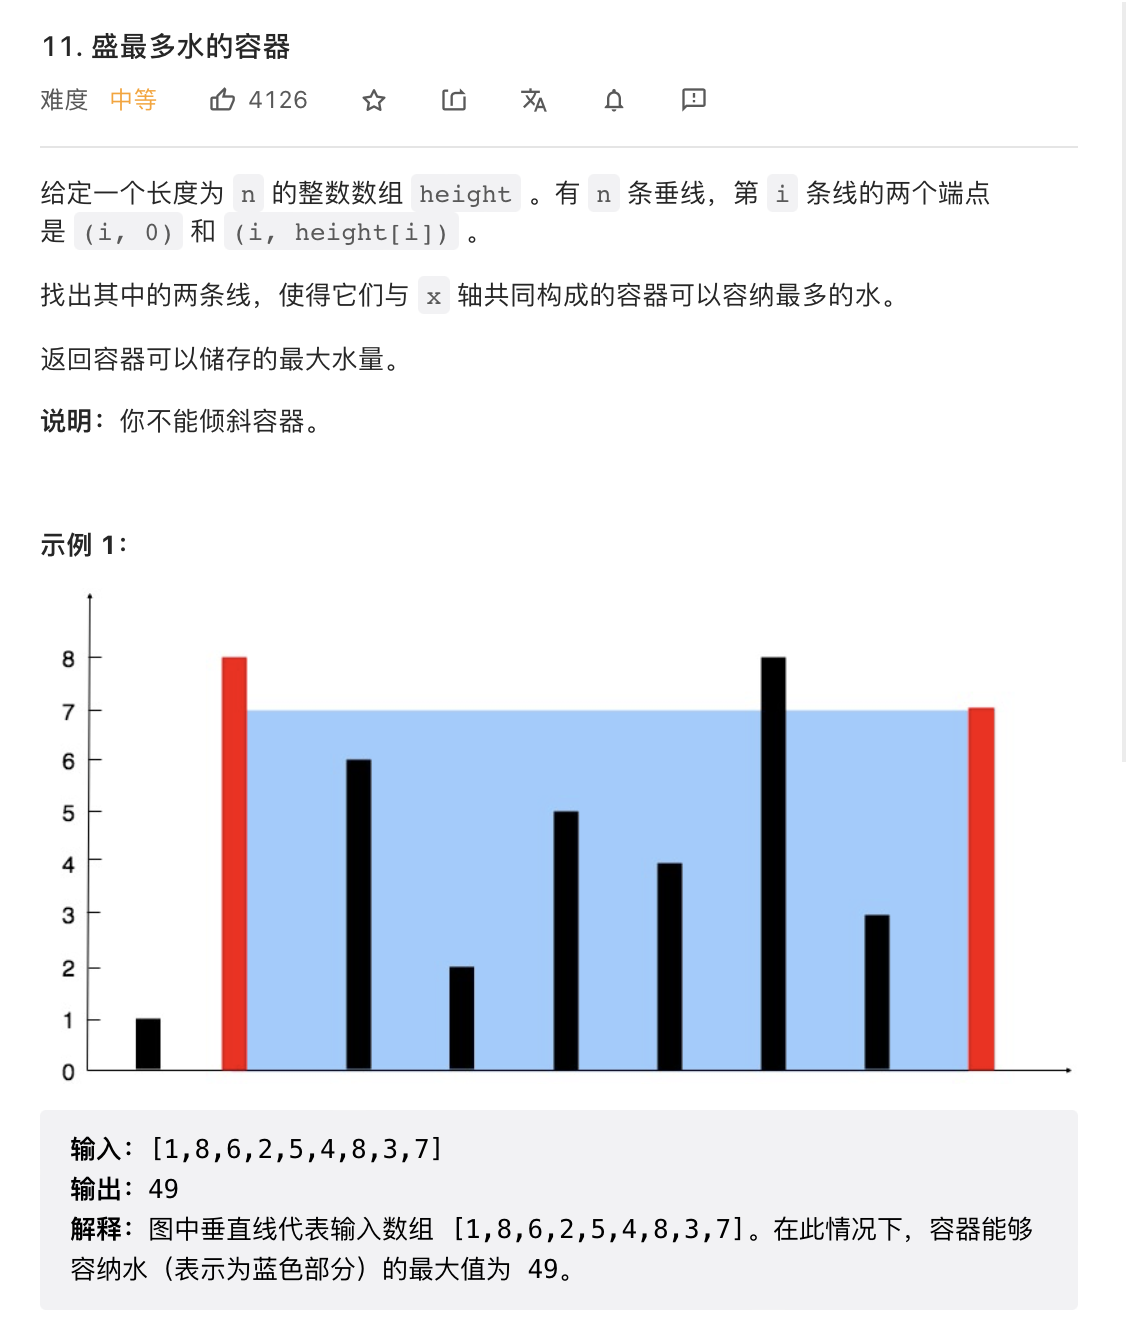 11. 盛最多水的容器
难度 中等 4126
给定一个长度为 n 的整数数组 height 。有 n 条垂线，第 i 条线的两个端点
是 (i, 0) 和 (i, height[i]) 。
找出其中的两条线，使得它们与 x 轴共同构成的容器可以容纳最多的水。
返回容器可以储存的最大水量。
说明：你不能倾斜容器。
示例 1：
8
7
6
5
4
3
2
1
0
输入：[1,8,6,2,5,4,8,3,7]
输出：49
解释：图中垂直线代表输入数组 [1,8,6,2,5,4,8,3,7]。在此情况下，容器能够
容纳水（表示为蓝色部分）的最大值为 49。